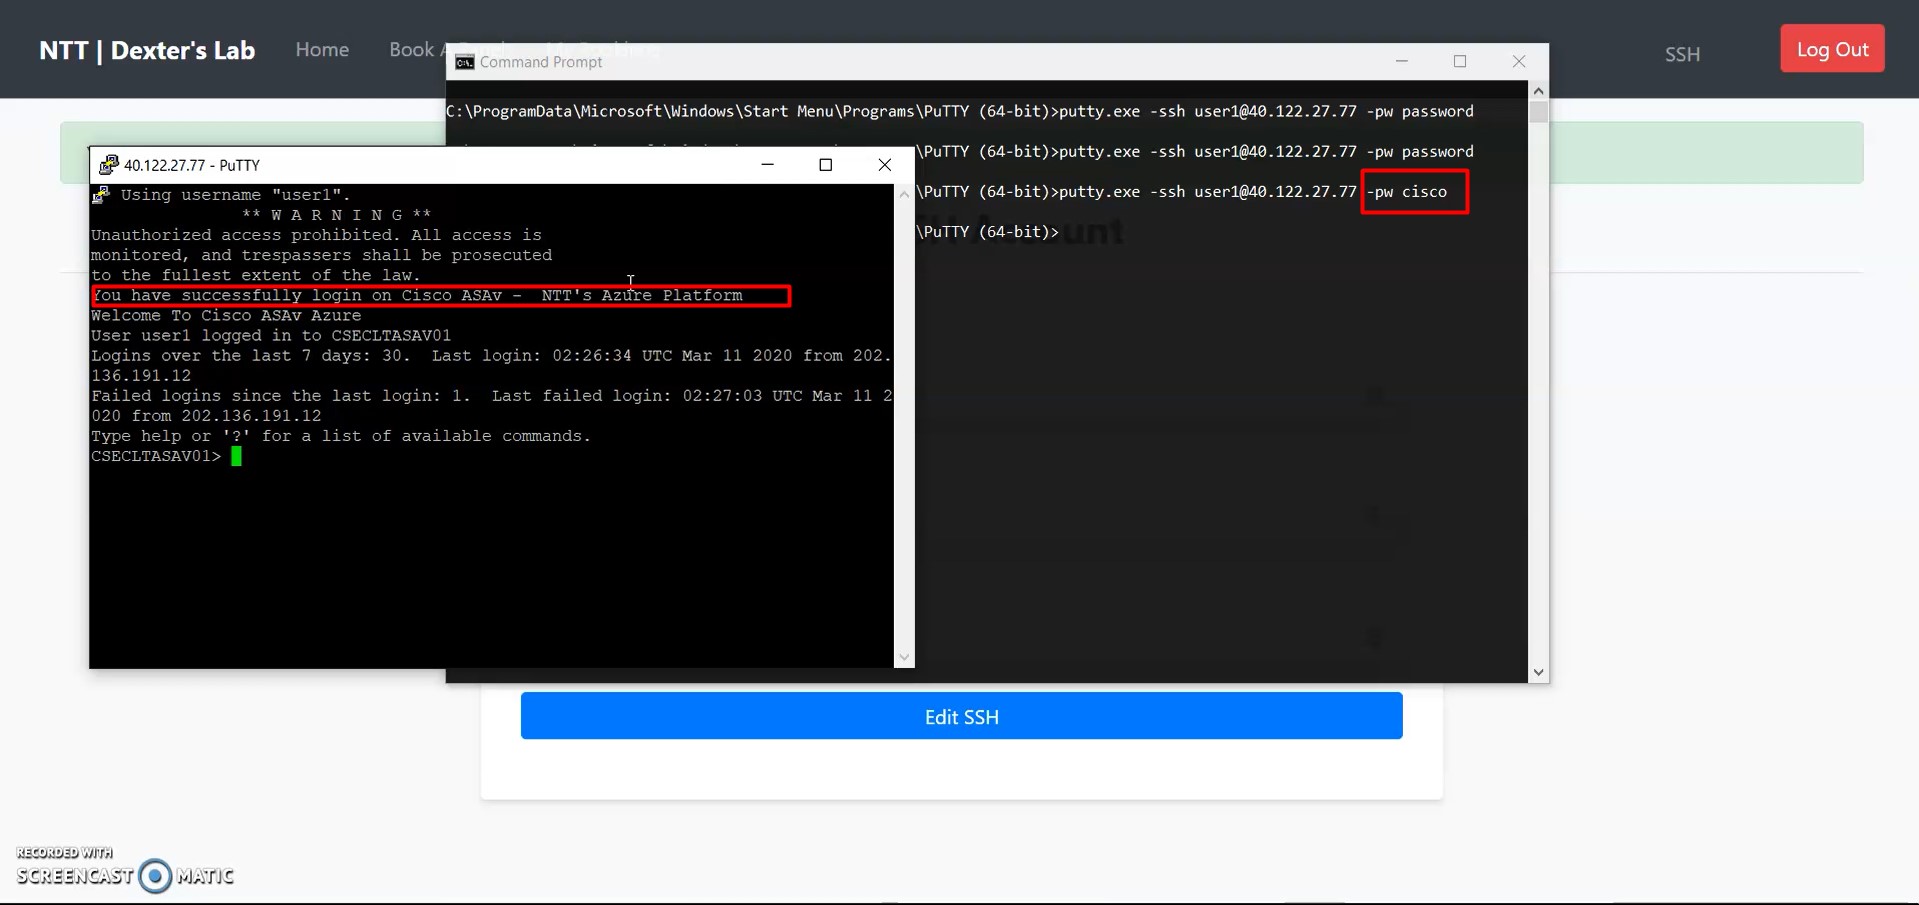 NTT | Dexter's Lab
Home
Book A
SSH
Log Out
Command Prompt
C:\ProgramData\Microsoft\Windows\Start Menu\Programs\PuTTY (64-bit)>putty.exe -ssh user1@40.122.27.77 -pw password
\PuTTY (64-bit)>putty.exe -ssh user1@40.122.27.77 -pw password
\PuTTY (64-bit)>putty.exe -ssh user1@40.122.27.77 -pw cisco
\PuTTY (64-bit)>
Account
40.122.27.77 - PuTTY
Using username "user1".
** W A R N I N G **
Unauthorized access prohibited. All access is
monitored, and trespassers shall be prosecuted
to the fullest extent of the law.
You have successfully login on Cisco ASAv -  NTT's Azure Platform
Welcome To Cisco ASAv Azure
User user1 logged in to CSECLTASAV01
Logins over the last 7 days: 30.  Last login: 02:26:34 UTC Mar 11 2020 from 202.
136.191.12
Failed logins since the last login: 1.  Last failed login: 02:27:03 UTC Mar 11 2
020 from 202.136.191.12
Type help or '?' for a list of available commands.
CSECLTASAV01>
Edit SSH
RECORDED WITH
SCREENCAST MATIC